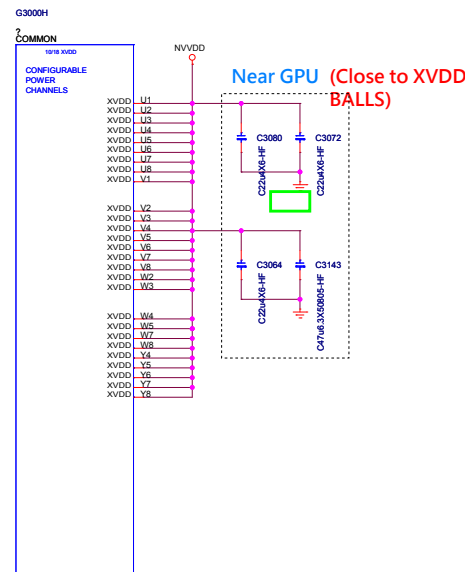 G3000H
?
COMMON
10/18 XVDD
NVVDD
CONFIGURABLE
POWER
CHANNELS
Near GPU (Close to XVDD
BALLS)
XVDD U1
XVDD U2
XVDD U3
XVDD U4
XVDD U5
XVDD U6
XVDD U7
XVDD U8
XVDD V1
C3080
C22u4X6-HF
C3072
C22u4X6-HF
XVDD V2
XVDD V3
XVDD V4
XVDD V5
XVDD V6
XVDD V7
XVDD V8
XVDD W2
XVDD W3
C3064
C22u4X6-HF
C3143
C47u6.3X50805-HF
XVDD W4
XVDD W5
XVDD W7
XVDD W8
XVDD Y4
XVDD Y5
XVDD Y6
XVDD Y7
XVDD Y8